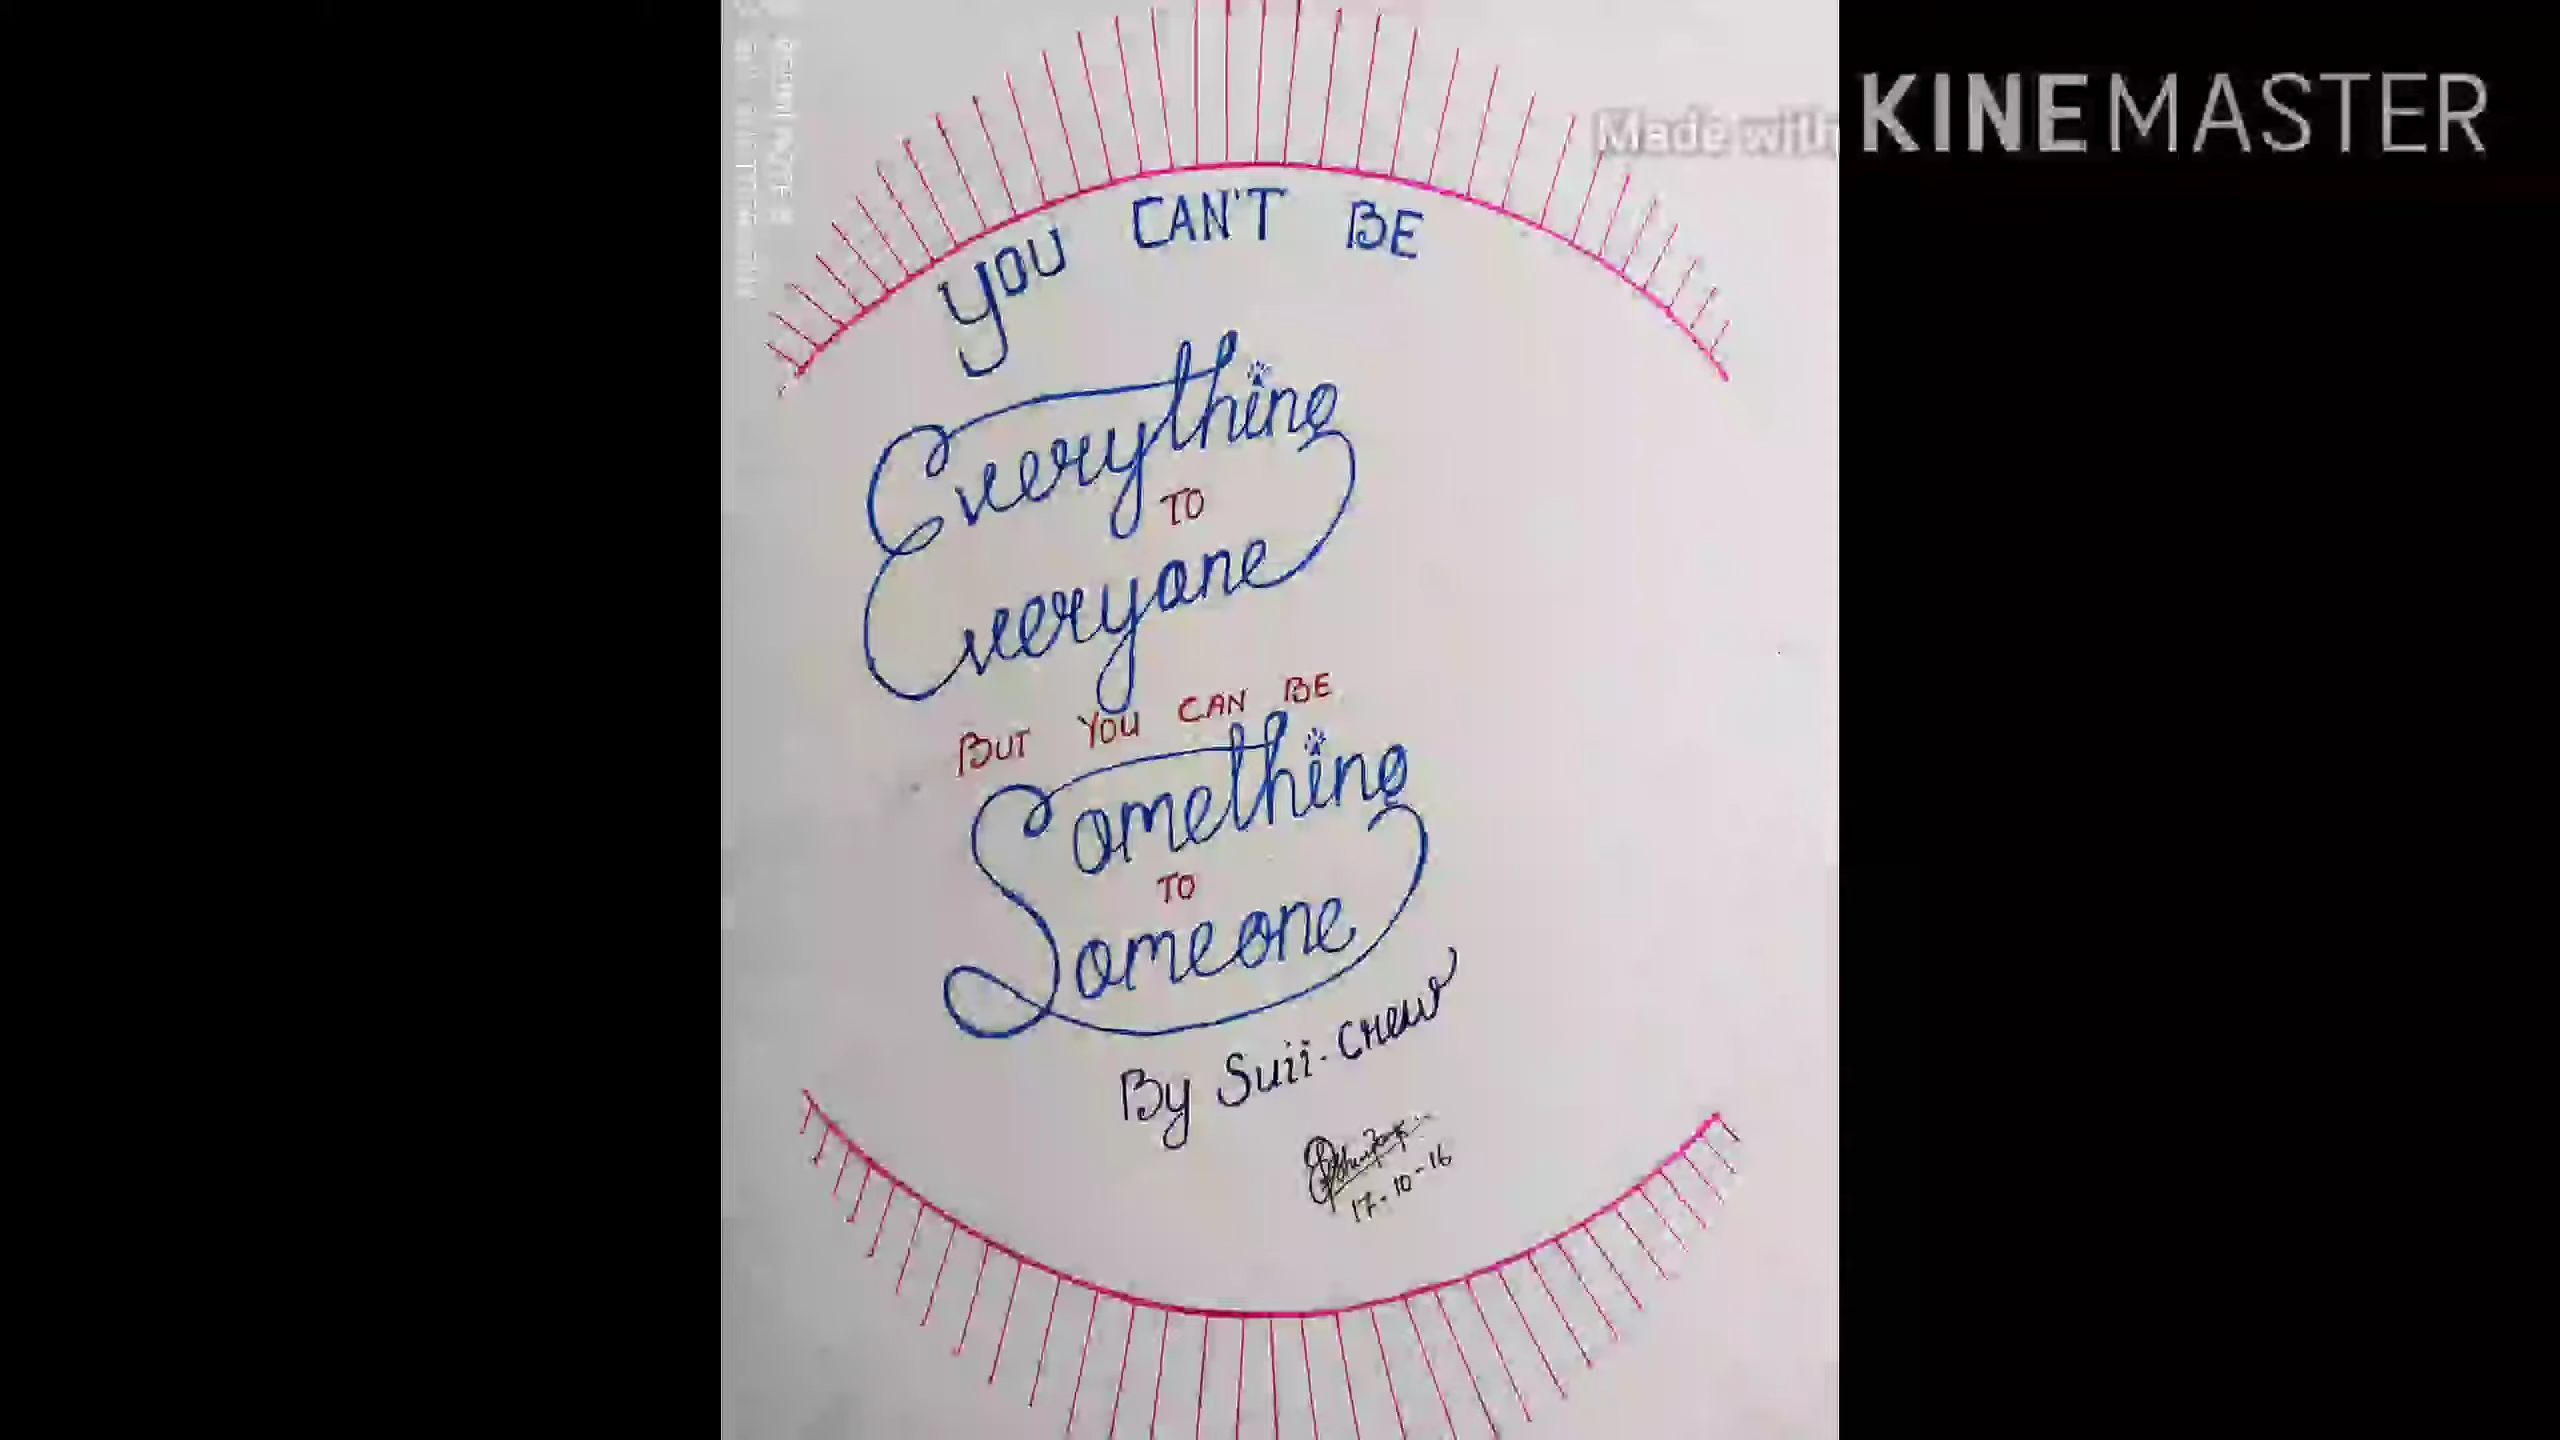 Made with KINEMASTER
YOU CAN'T BE
Everything
TO
Everyone
BUT YOU CAN BE
Something
TO
Someone
By Suii-Crew
17-10-16